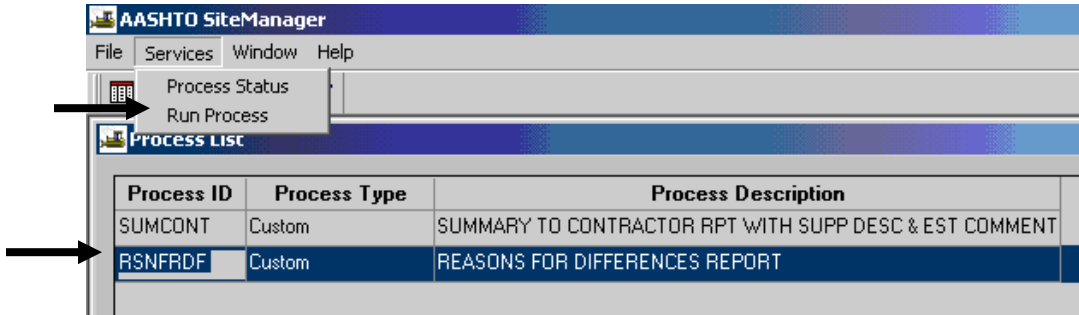 AASHTO SiteManager
File Services Window Help
Process Status
Run Process
Process List
Process ID Process Type Process Description
SUMCONT Custom SUMMARY TO CONTRACTOR RPT WITH SUPP DESC & EST COMMENT
RSNFRDF Custom REASONS FOR DIFFERENCES REPORT